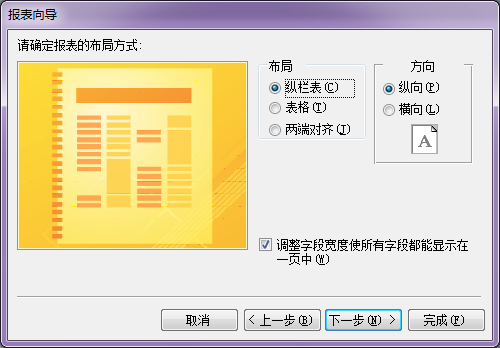 报表向导
请确定报表的布局方式:
布局
纵栏表(C)
表格(T)
两端对齐(J)
方向
纵向(P)
横向(L)
A
调整字段宽度使所有字段都能显示在
一页中(W)
取消
< 上一步(B)
下一步(N) >
完成(F)